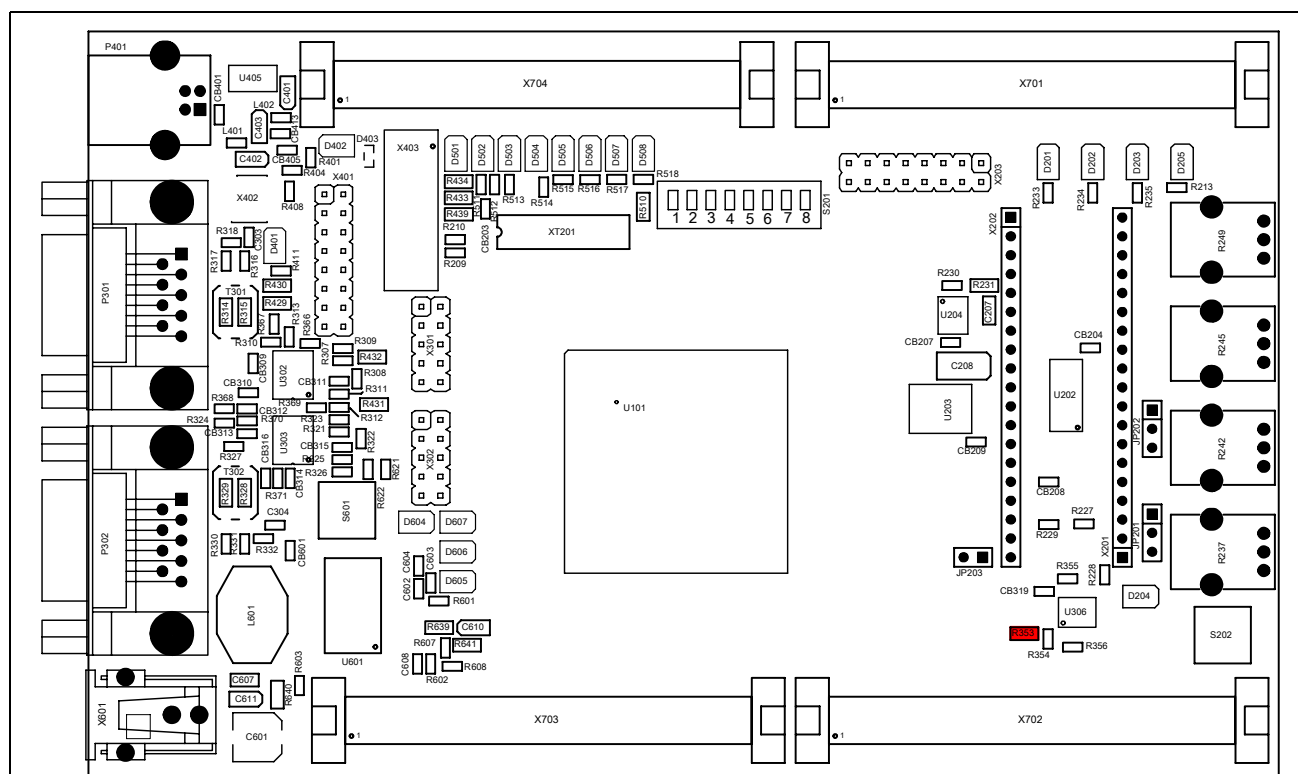 P401
U405
CB401
C401
L402
CB413
C403
L401
C402
CB405
R401
R404
D402
D403
X704
1
X701
1
X403
D501
D502
D503
D504
D505
D506
D507
D508
X203
D201
D202
D203
D205
X402
R408
X401
R434
R433
R439
R511
R512
R513
R514
R515
R516
R517
R518
R510
1 2 3 4 5 6 7 8
S201
R233
R234
R235
R213
R210
R209
CB203
XT201
X202
R249
R318
C303
D401
R317
R316
R411
P301
R430
T301
R314
R315
R429
R313
R367
R366
R310
R307
R309
R432
X301
R230
R231
U204
C207
CB207
C208
CB204
R245
CB309
U302
CB311
R308
R311
CB310
R369
R431
R312
R368
CB312
R323
R324
R370
R321
CB313
U303
CB315
R322
R327
CB316
R325
R326
U101
U203
U202
JP202
CB209
R242
T302
R329
R328
R371
CB314
R622
R621
X302
CB208
C304
S601
D604
D607
P302
R330
R331
R332
CB601
R229
R227
X201
JP201
R237
D606
C604
C603
D605
C602
R601
JP203
R355
R228
CB319
D204
L601
U601
R639
C610
R607
R641
C608
R602
R608
U306
R353
R354
R356
S202
R603
C607
C611
R640
X601
C601
X703
1
X702
1